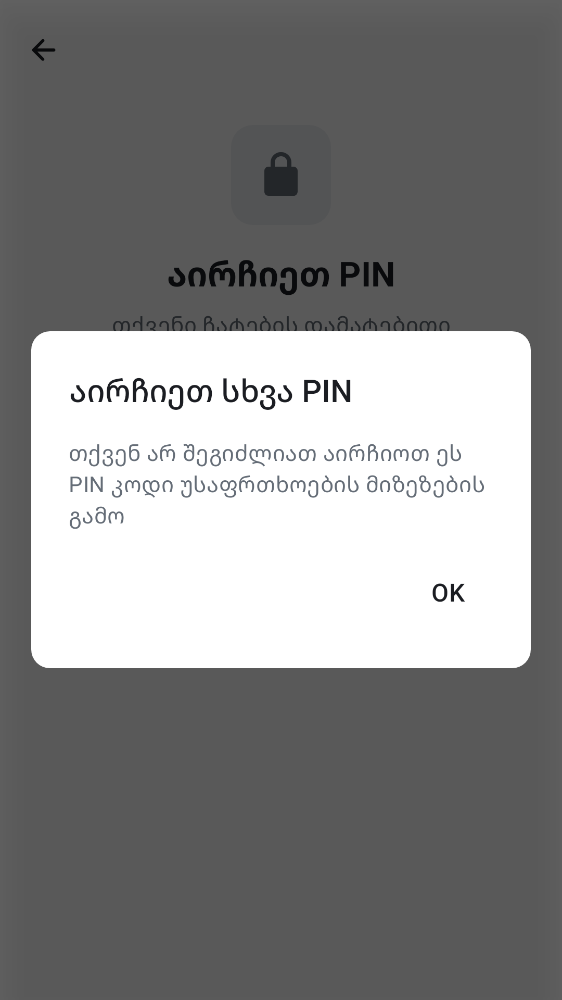 აირჩიეთ PIN
თქვენი ჩატების დამატებითი
აირჩიეთ სხვა PIN
თქვენ არ შეგიძლიათ აირჩიოთ ეს
PIN კოდი უსაფრთხოების მიზეზების
გამო
OK